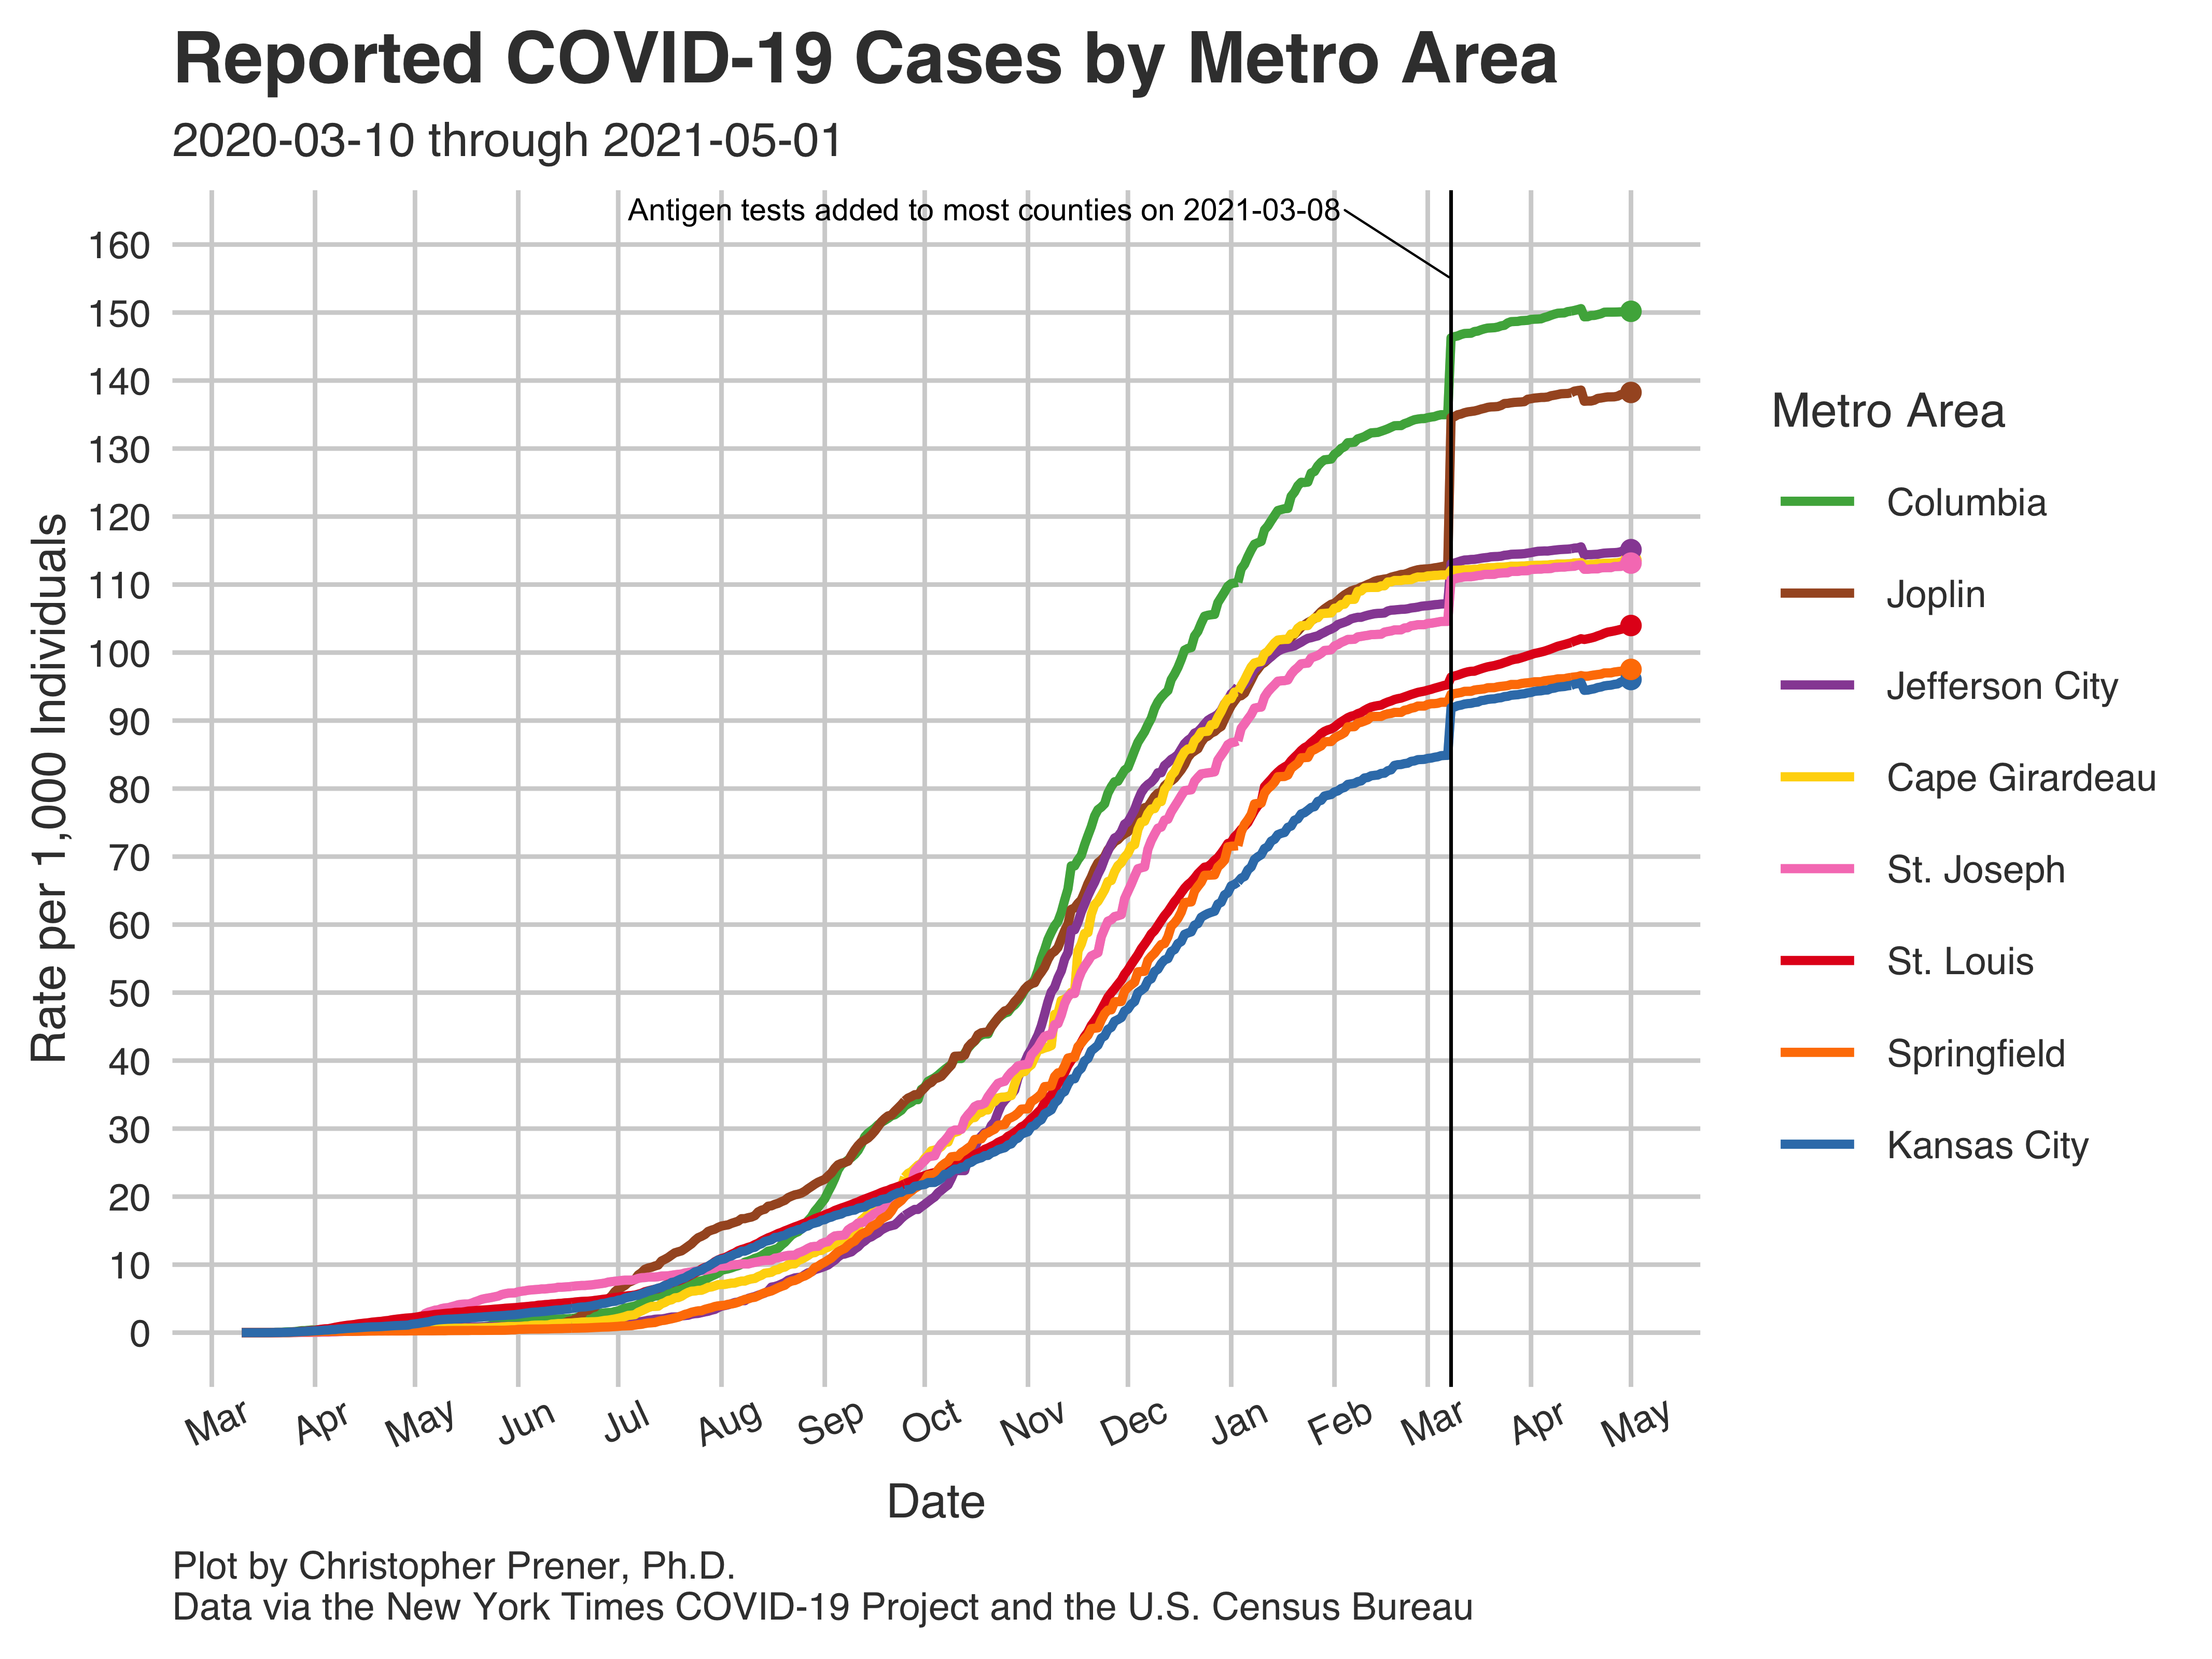 Reported COVID-19 Cases by Metro Area
2020-03-10 through 2021-05-01
Antigen tests added to most counties on 2021-03-08
Rate per 1,000 Individuals
160
150
140
130
120
110
100
90
80
70
60
50
40
30
20
10
0
Mar Apr May Jun Jul Aug Sep Oct Nov Dec Jan Feb Mar Apr May
Date
Metro Area
Columbia
Joplin
Jefferson City
Cape Girardeau
St. Joseph
St. Louis
Springfield
Kansas City
Plot by Christopher Prener, Ph.D.
Data via the New York Times COVID-19 Project and the U.S. Census Bureau